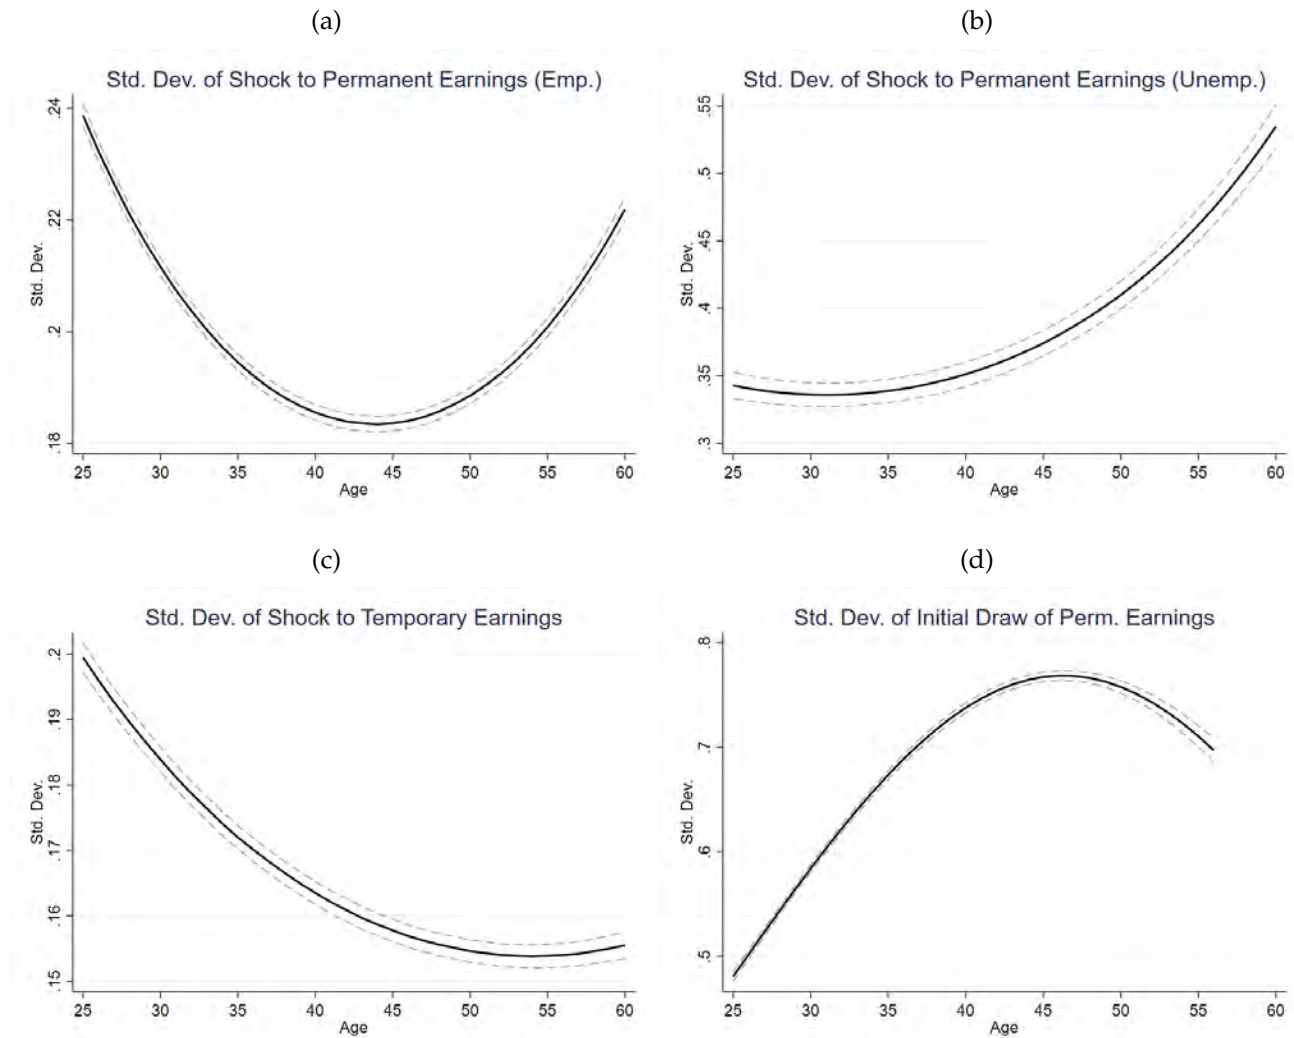 (a)
Std. Dev. of Shock to Permanent Earnings (Emp.)
.24
.22
.2
.18
Std. Dev.
25 30 35 40 45 50 55 60
Age
(b)
Std. Dev. of Shock to Permanent Earnings (Unemp.)
.55
.5
.45
.4
.35
.3
Std. Dev.
25 30 35 40 45 50 55 60
Age
(c)
Std. Dev. of Shock to Temporary Earnings
.2
.19
.18
.17
.16
.15
Std. Dev.
25 30 35 40 45 50 55 60
Age
(d)
Std. Dev. of Initial Draw of Perm. Earnings
.8
.7
.6
.5
Std. Dev.
25 30 35 40 45 50 55 60
Age